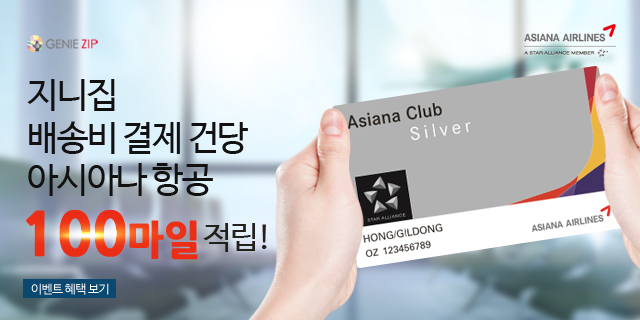 GENIE ZIP
ASIANA AIRLINES
A STAR ALLIANCE MEMBER
지니집
배송비 결제 건당
아시아나 항공
100마일 적립!
이벤트 혜택 보기
Asiana Club
Silver
STAR ALLIANCE
HONG/GILDONG
OZ 123456789
ASIANA AIRLINES